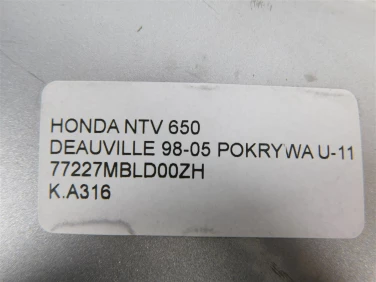 HONDA NTV 650
DEAUVILLE 98-05 POKRYWA U-11
77227MBLD00ZH
K.A316